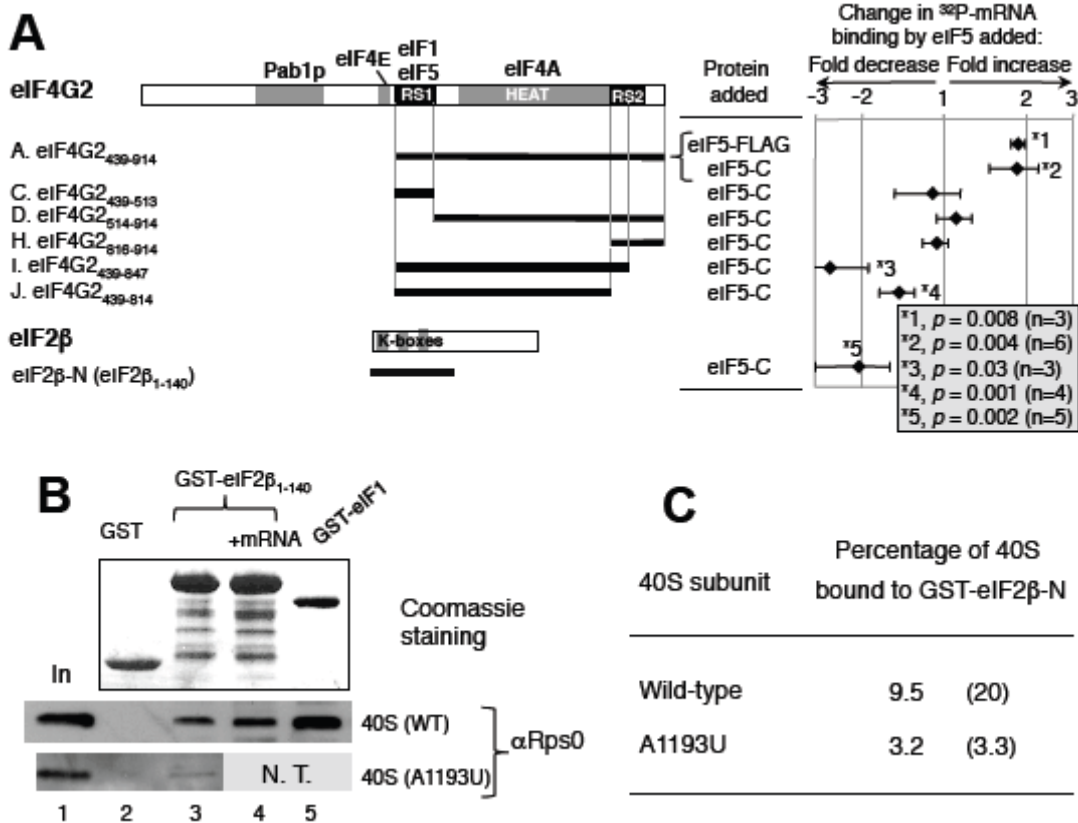 A
Pab1p
eIF4E
eIF1
eIF5
eIF4A
eIF4G2
RS1
HEAT
RS2
Protein added
Change in ³²P-mRNA
binding by eIF5 added:
Fold decrease
Fold increase
-3 -2 1 2 3
A. eIF4G2439-914
eIF5-FLAG
*1
eIF5-C
*2
C. eIF4G2439-513
eIF5-C
D. eIF4G2514-914
eIF5-C
H. eIF4G2816-914
eIF5-C
I. eIF4G2439-847
eIF5-C
*3
J. eIF4G2439-814
eIF5-C
*4
eIF2β
K-boxes
eIF2β-N (eIF2β1-140)
eIF5-C
*5
*1, p = 0.008 (n=3)
*2, p = 0.004 (n=6)
*3, p = 0.03 (n=3)
*4, p = 0.001 (n=4)
*5, p = 0.002 (n=5)
B
GST-eIF2β1-140
GST
+mRNA
GST-eIF1
Coomassie
staining
In
40S (WT)
αRps0
N. T.
40S (A1193U)
1 2 3 4 5
C
40S subunit
Percentage of 40S
bound to GST-eIF2β-N
Wild-type 9.5 (20)
A1193U 3.2 (3.3)